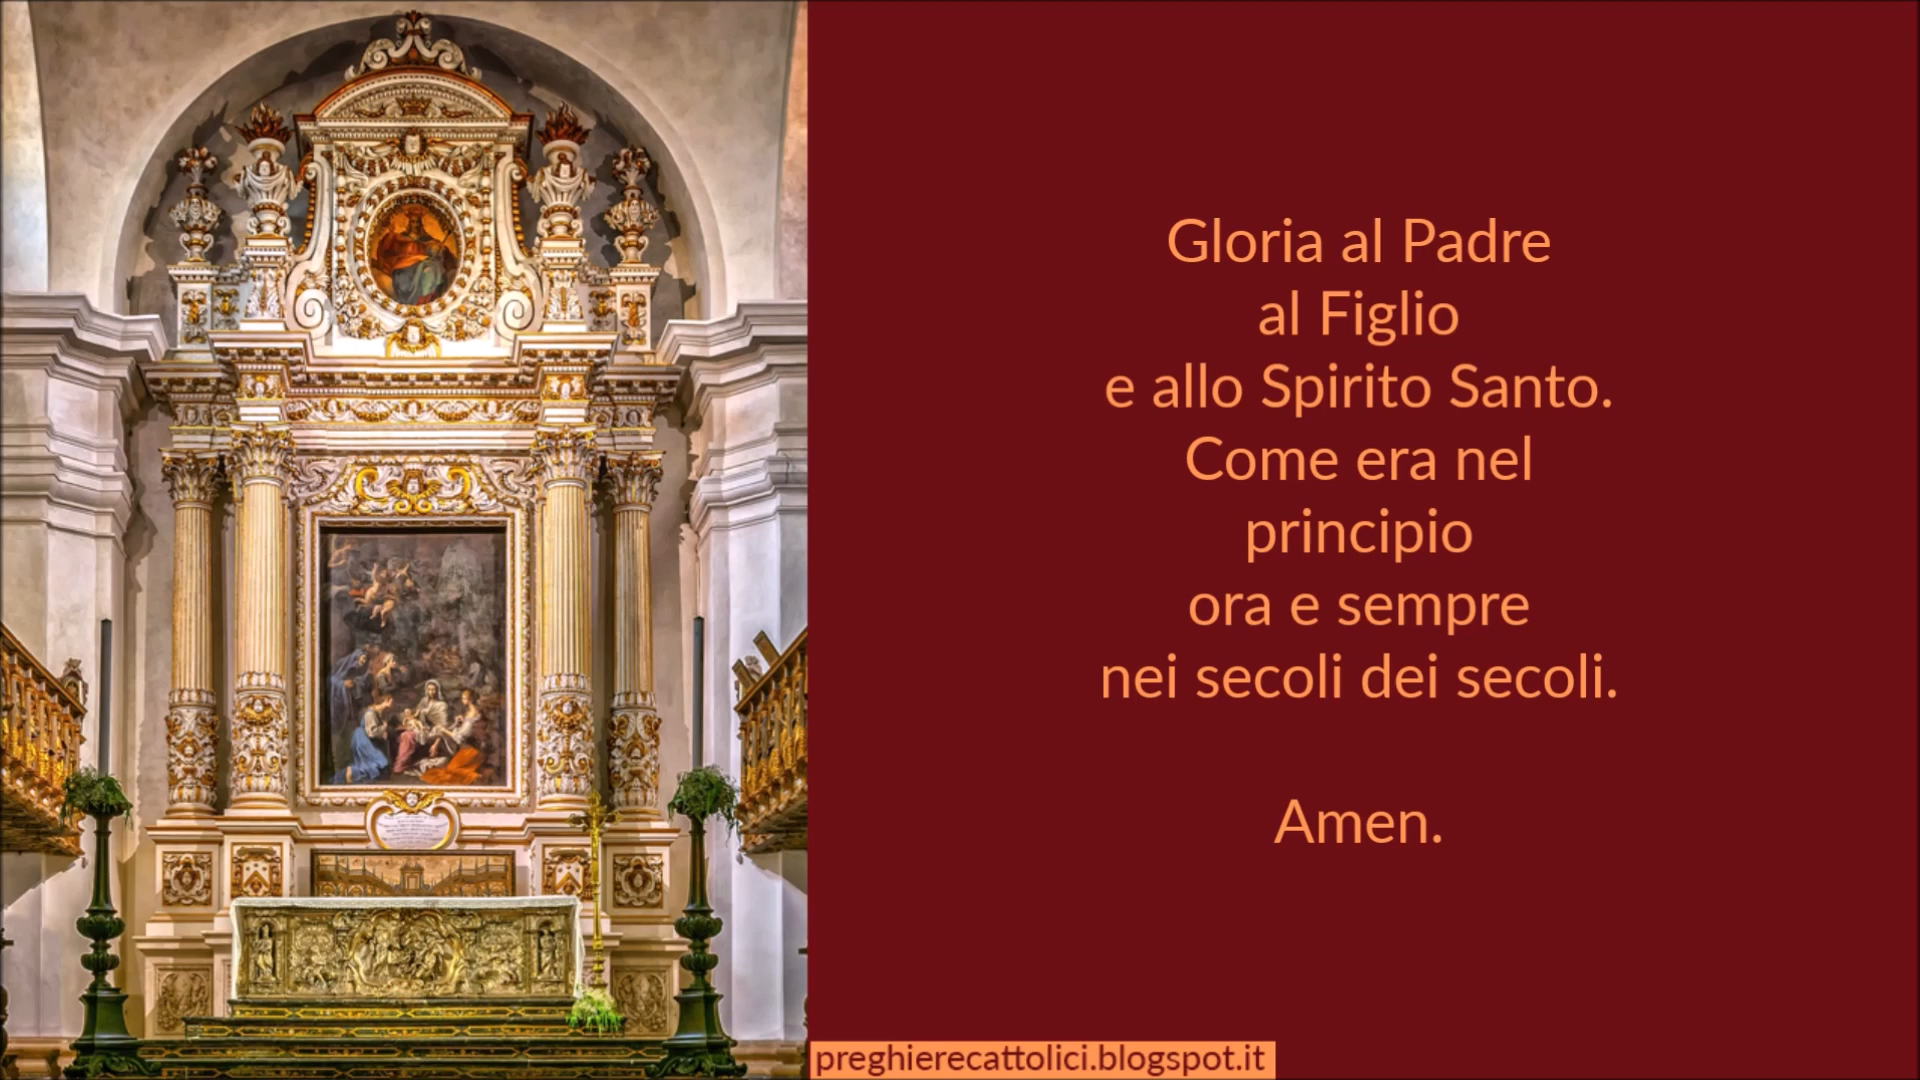 Gloria al Padre
al Figlio
e allo Spirito Santo.
Come era nel
principio
ora e sempre
nei secoli dei secoli.
Amen.
preghierecattolici.blogspot.it